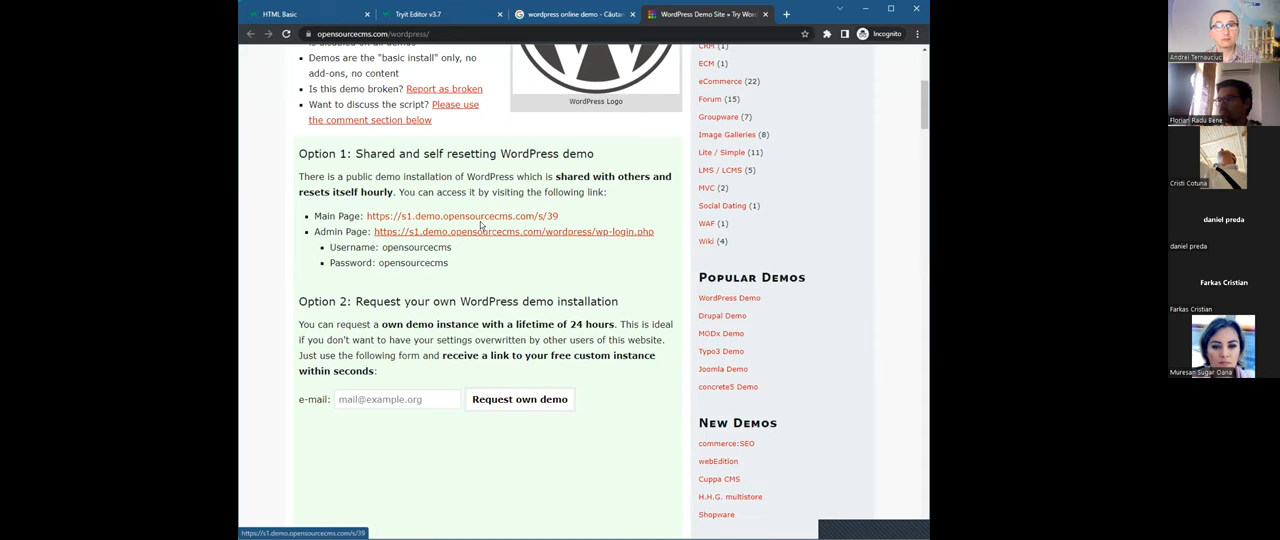 HTML Basic
Tryit Editor v3.7
wordpress online demo - Căutar
WordPress Demo Site » Try Wor
opensourcecms.com/wordpress/
Incognito
is disabled on all demos
Demos are the "basic install" only, no
add-ons, no content
Is this demo broken? Report as broken
Want to discuss the script? Please use
the comment section below
WordPress Logo
Option 1: Shared and self resetting WordPress demo
There is a public demo installation of WordPress which is shared with others and
resets itself hourly. You can access it by visiting the following link:
Main Page: https://s1.demo.opensourcecms.com/s/39
Admin Page: https://s1.demo.opensourcecms.com/wordpress/wp-login.php
Username: opensourcecms
Password: opensourcecms
Option 2: Request your own WordPress demo installation
You can request a own demo instance with a lifetime of 24 hours. This is ideal
if you don't want to have your settings overwritten by other users of this website.
Just use the following form and receive a link to your free custom instance
within seconds:
e-mail: mail@example.org Request own demo
CRM (1)
ECM (1)
eCommerce (22)
Forum (15)
Groupware (7)
Image Galleries (8)
Lite / Simple (11)
LMS / LCMS (5)
MVC (2)
Social Dating (1)
WAF (1)
Wiki (4)
Popular Demos
WordPress Demo
Drupal Demo
MODx Demo
Typo3 Demo
Joomla Demo
concrete5 Demo
New Demos
commerce:SEO
webEdition
Cuppa CMS
H.H.G. multistore
Shopware
https://s1.demo.opensourcecms.com/s/39
Andrei Ternauciuc
Florian Radu Bene
Cristi Cotuna
daniel preda
daniel preda
Farkas Cristian
Farkas Cristian
Muresan Sugar Oana